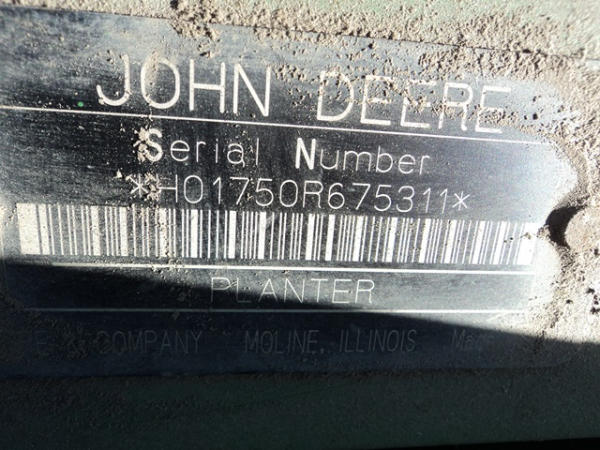 JOHN DEERE
Serial Number
*H01750R675311*
PLANTER
COMPANY MOLINE, ILLINOIS